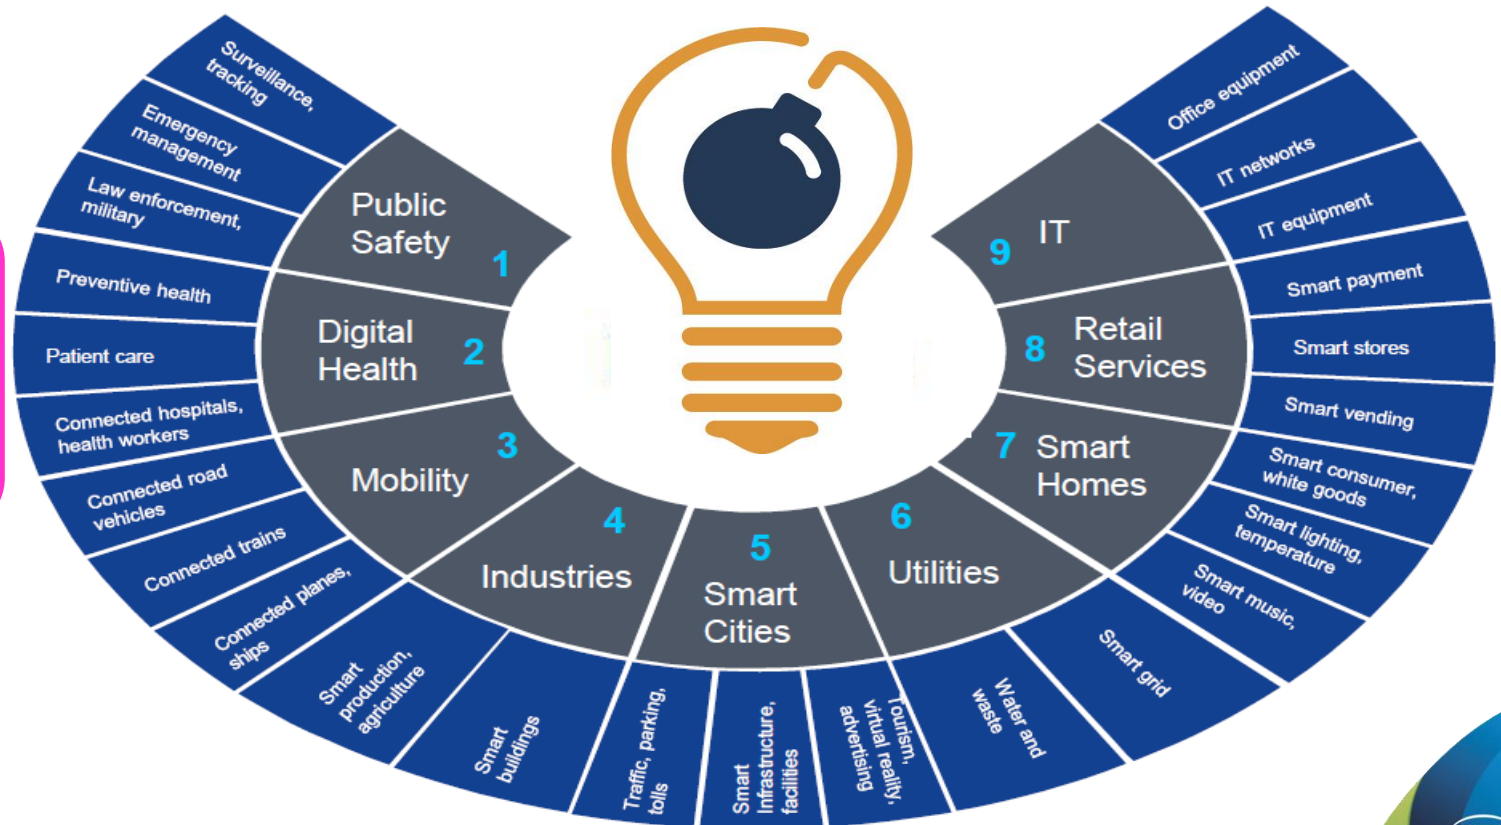 Surveillance,
tracking
Emergency
management
Law enforcement,
military
Preventive health
Patient care
Connected hospitals,
health workers
Connected road
vehicles
Connected trains
Connected planes,
ships
Smart
production,
agriculture
Smart
buildings
Traffic, parking,
tolls
Smart
Infrastructure,
facilities
Tourism,
virtual reality,
advertising
Water and
waste
Smart grid
Smart music,
video
Smart lighting,
temperature
Smart consumer,
white goods
Smart vending
Smart stores
Smart payment
IT equipment
IT networks
Office equipment
Public
Safety
1
Digital
Health
2
Mobility
3
Industries
4
Smart
Cities
5
Utilities
6
Smart
Homes
7
Retail
Services
8
IT
9